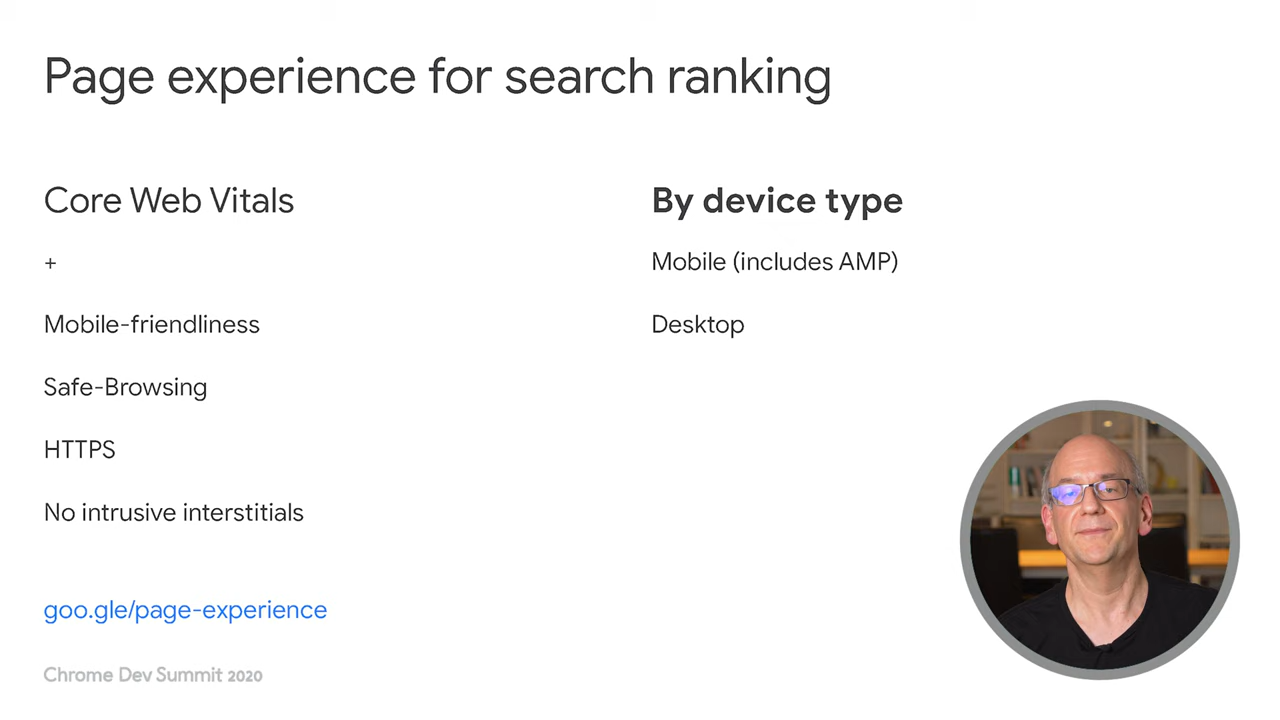 Page experience for search ranking
Core Web Vitals
+
Mobile-friendliness
Safe-Browsing
HTTPS
No intrusive interstitials
goo.gle/page-experience
By device type
Mobile (includes AMP)
Desktop
Chrome Dev Summit 2020